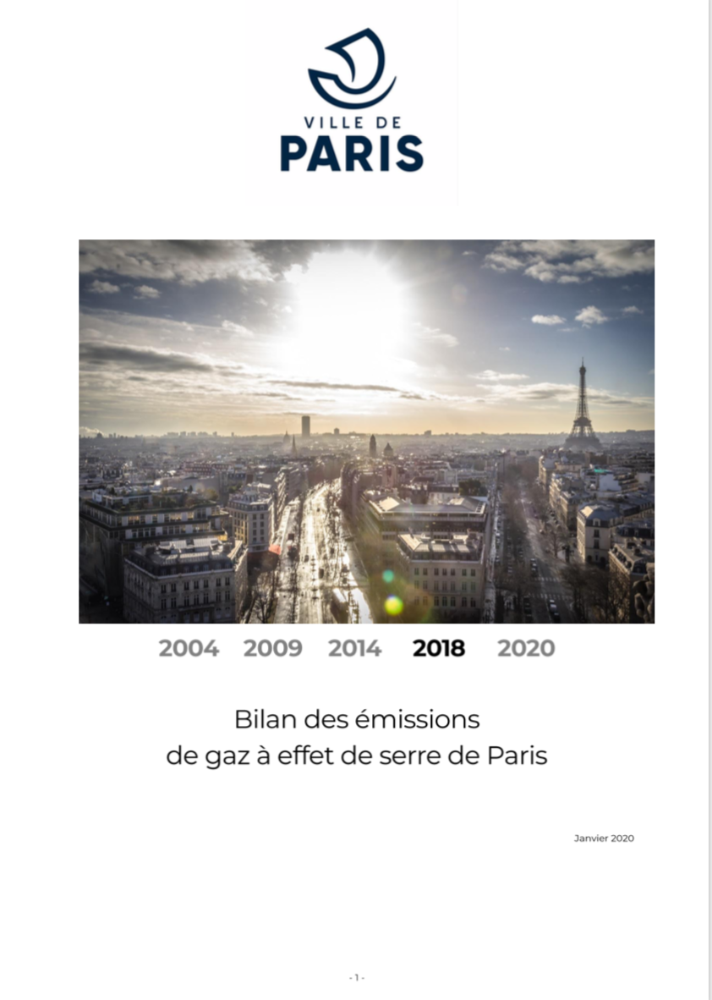 VILLE DE
PARIS
2004 2009 2014 2018 2020
Bilan des émissions
de gaz à effet de serre de Paris
Janvier 2020
- 1 -